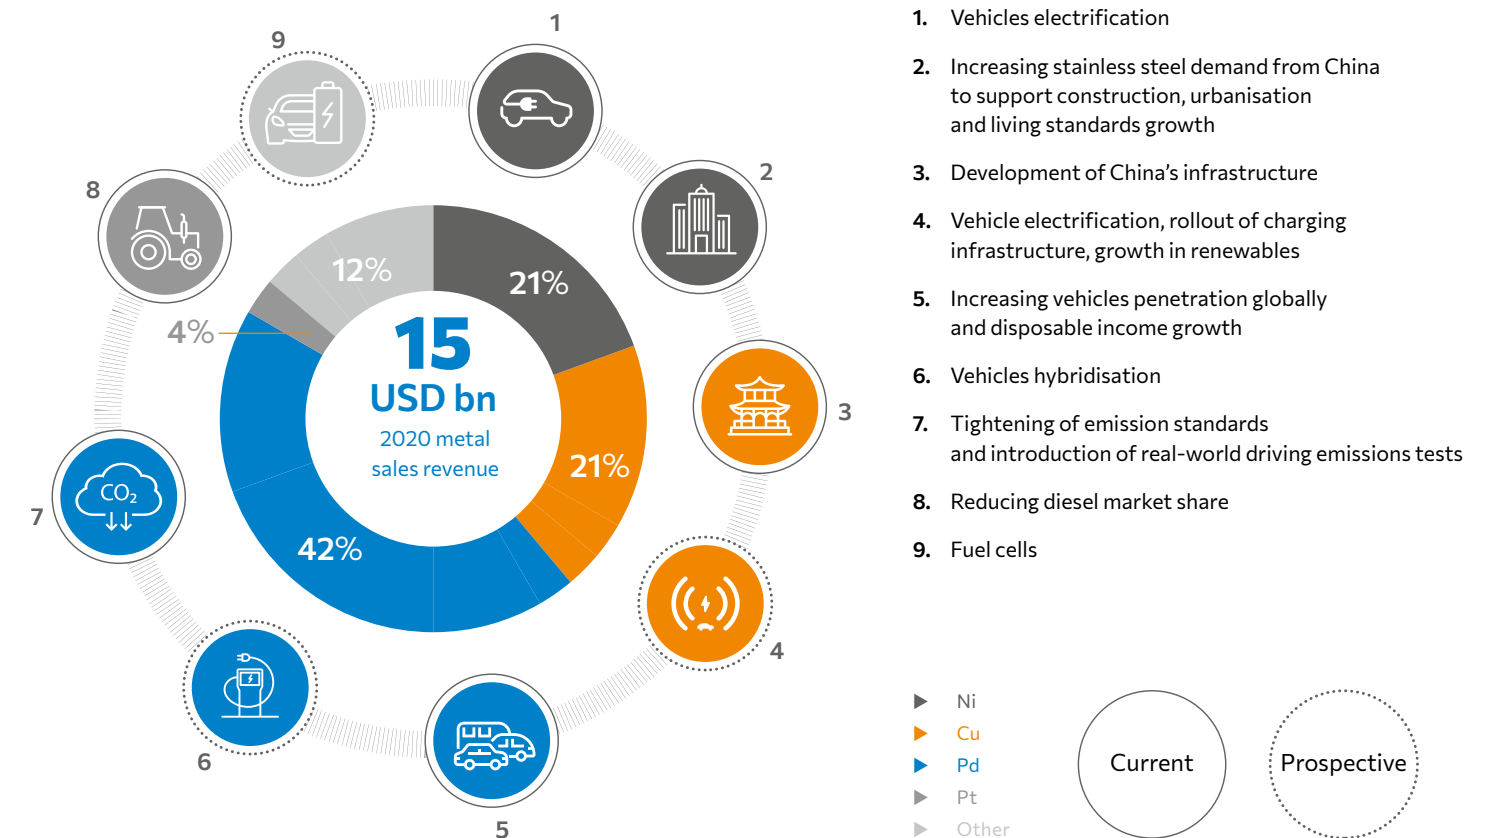 9
1
8
2
12%
21%
4%
15
USD bn
2020 metal
sales revenue
3
21%
CO₂
7
42%
4
6
5
1. Vehicles electrification
2. Increasing stainless steel demand from China
to support construction, urbanisation
and living standards growth
3. Development of China’s infrastructure
4. Vehicle electrification, rollout of charging
infrastructure, growth in renewables
5. Increasing vehicles penetration globally
and disposable income growth
6. Vehicles hybridisation
7. Tightening of emission standards
and introduction of real-world driving emissions tests
8. Reducing diesel market share
9. Fuel cells
Ni
Cu
Pd
Pt
Other
Current
Prospective